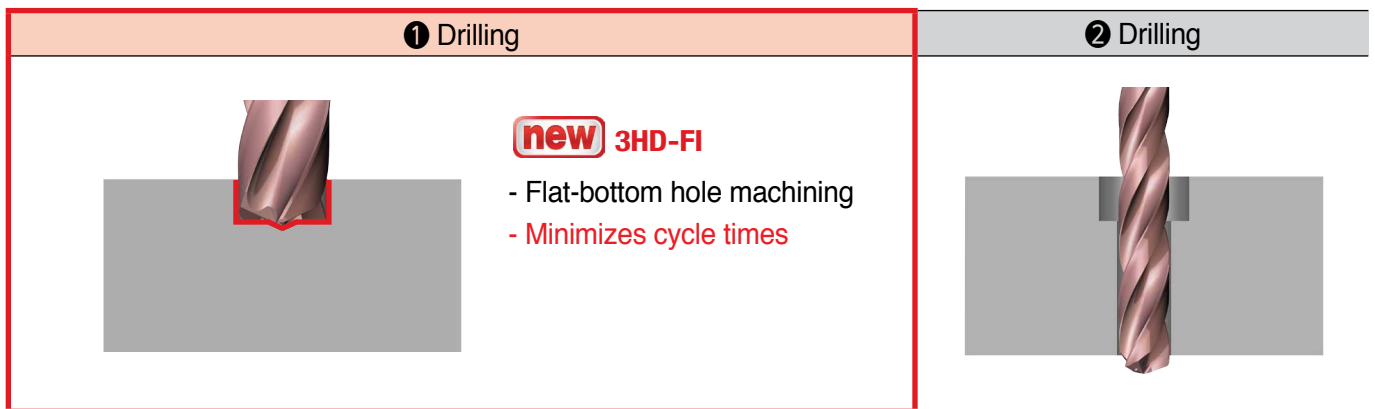 ❶ Drilling
❷ Drilling
new 3HD-FI
- Flat-bottom hole machining
- Minimizes cycle times